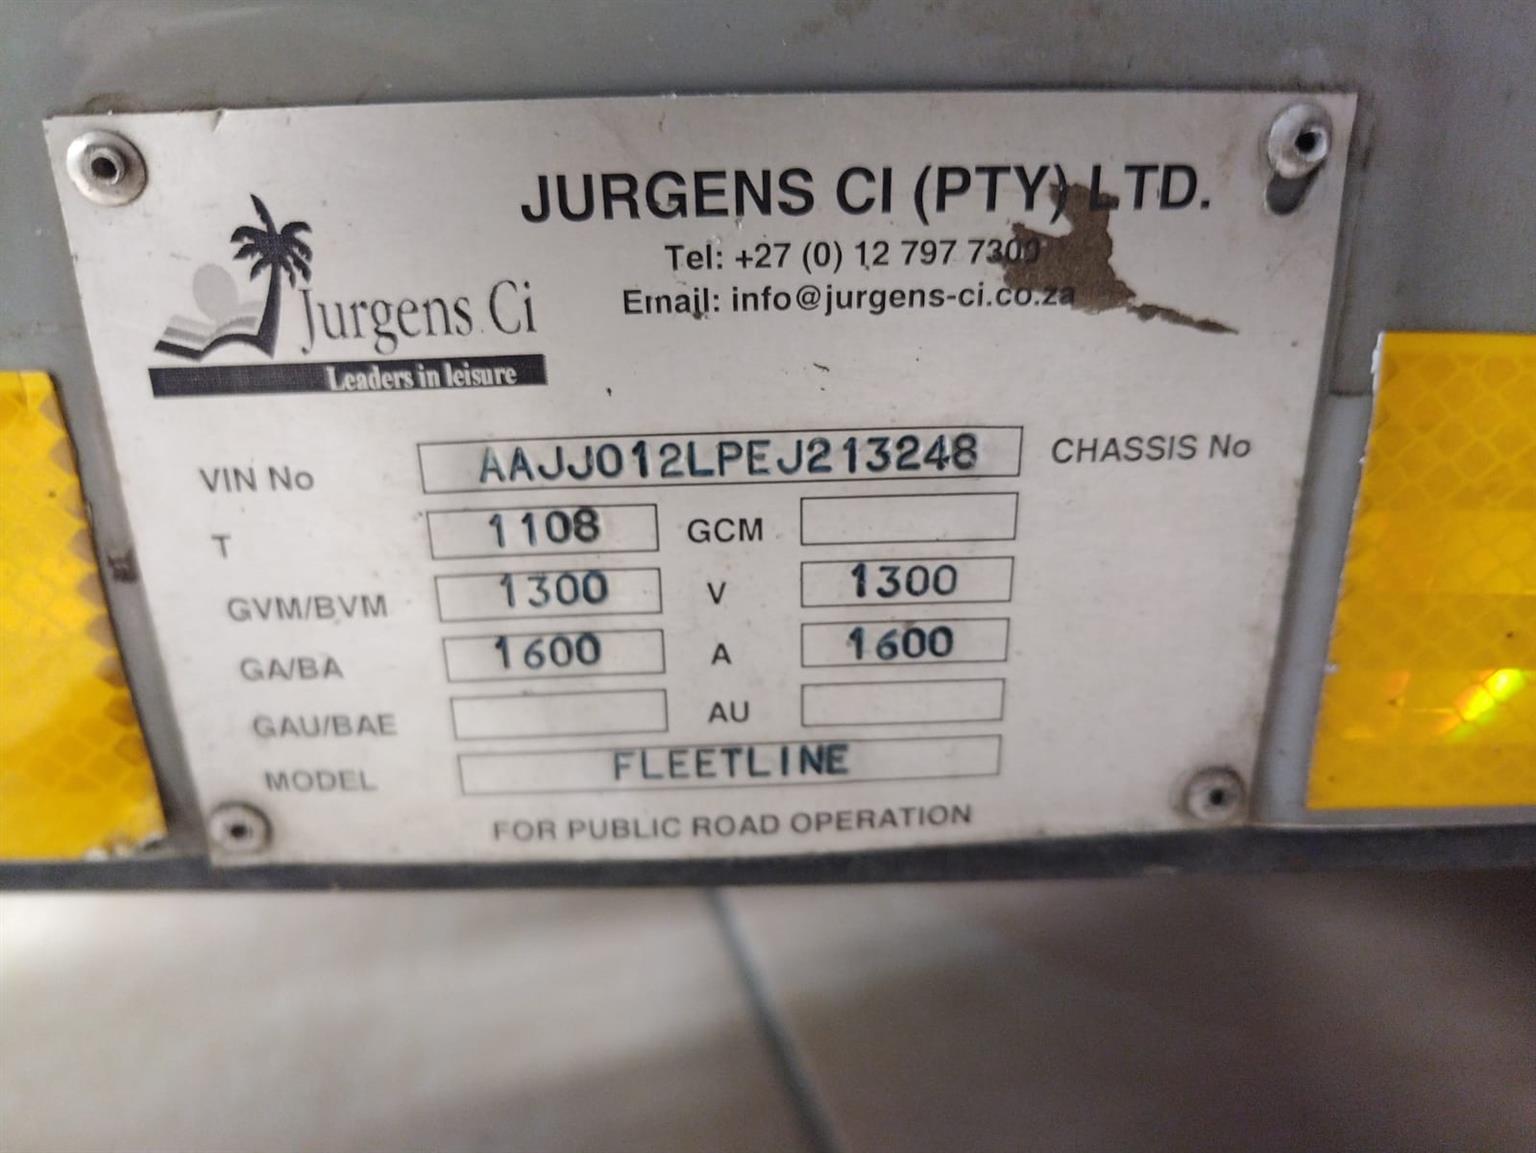 JURGENS CI (PTY) LTD.
Tel: +27 (0) 12 797 7300
Email: info@jurgens-ci.co.za
Jurgens Ci
Leaders in leisure
VIN No AAJJ012LPEJ213248 CHASSIS No
T 1108 GCM
GVM/BVM 1300 V 1300
GA/BA 1600 A 1600
GAU/BAE AU
MODEL FLEETLINE
FOR PUBLIC ROAD OPERATION